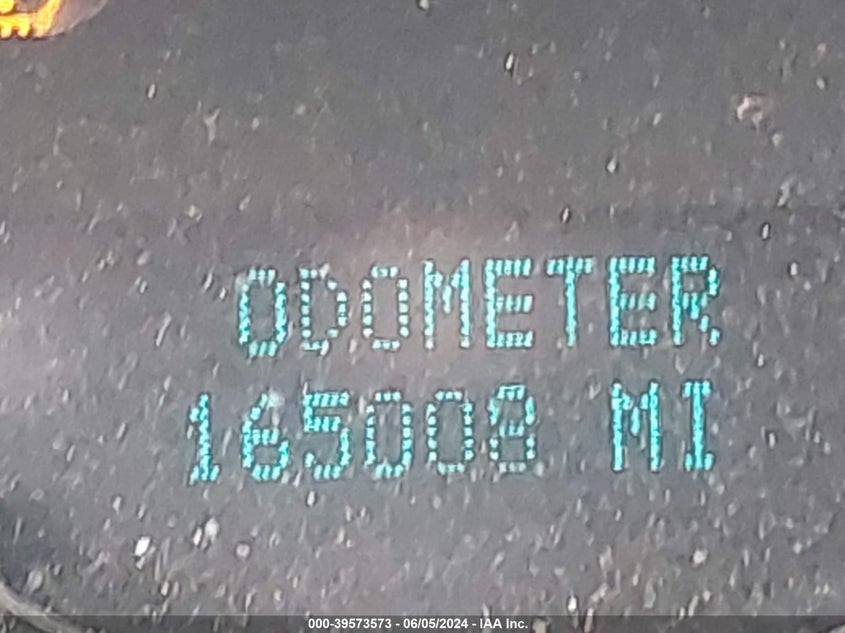 ODOMETER
165008 MI
000-39573573 - 06/05/2024 - IAA Inc.